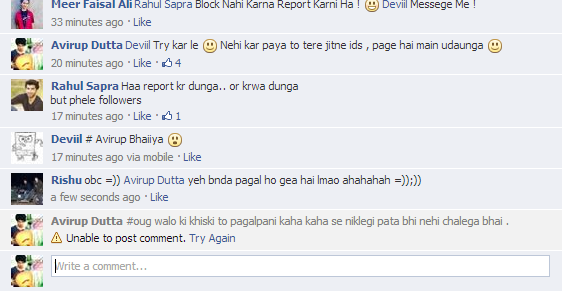 Meer Faisal Ali Rahul Sapra Block Nahi Karna Report Karni Ha ! Deviil Messege Me !
33 minutes ago · Like
Avirup Dutta Deviil Try kar le Nehi kar paya to tere jitne ids , page hai main udaunga
20 minutes ago · Like · 4
Rahul Sapra Haa report kr dunga.. or krwa dunga
but phele followers
17 minutes ago · Like · 1
Deviil # Avirup Bhaiiya
17 minutes ago via mobile · Like
Rishu obc =)) Avirup Dutta yeh bnda pagal ho gea hai lmao ahahahah =));))
a few seconds ago · Like
Avirup Dutta #oug walo ki khiski to pagalpani kaha kaha se niklegi pata bhi nehi chalega bhai .
Unable to post comment. Try Again
Write a comment...